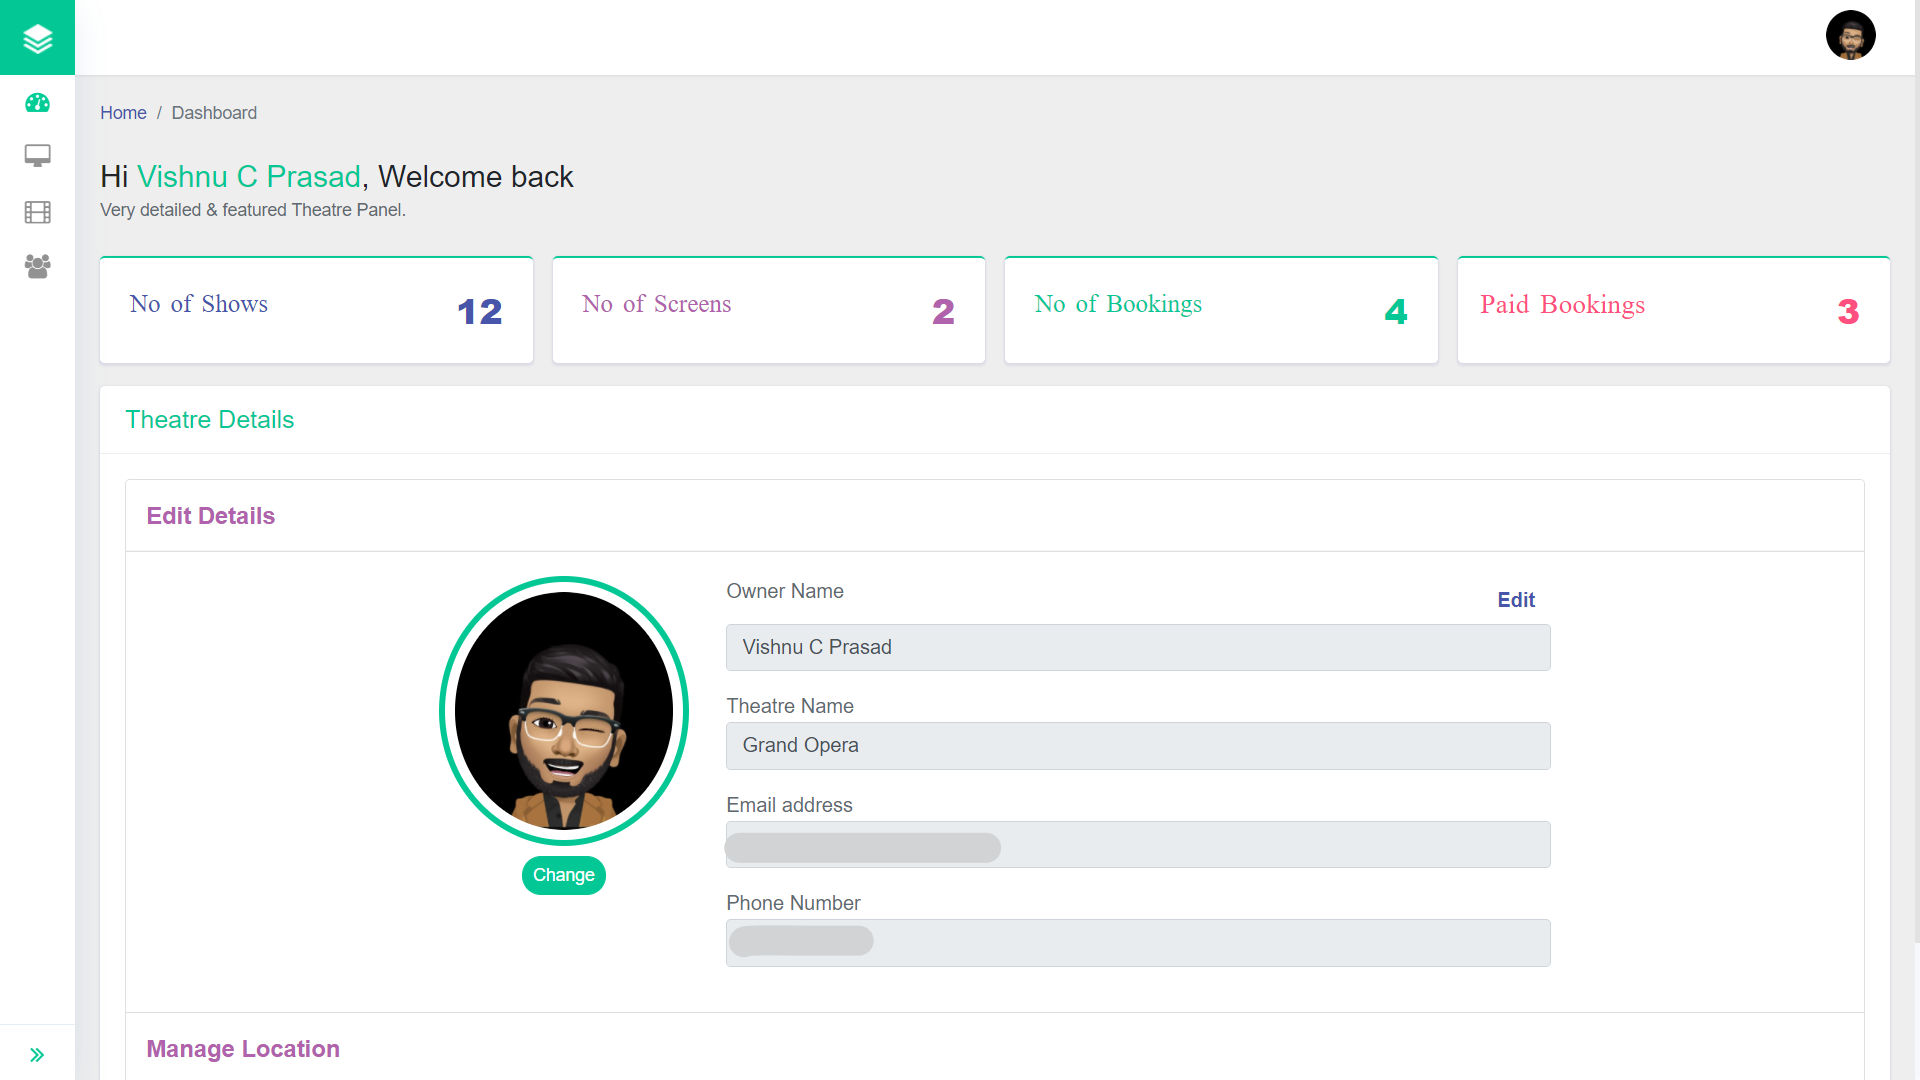 Home / Dashboard
Hi Vishnu C Prasad, Welcome back
Very detailed & featured Theatre Panel.
No of Shows 12
No of Screens 2
No of Bookings 4
Paid Bookings 3
Theatre Details
Edit Details
Owner Name
Edit
Vishnu C Prasad
Theatre Name
Grand Opera
Email address
Change
Phone Number
Manage Location